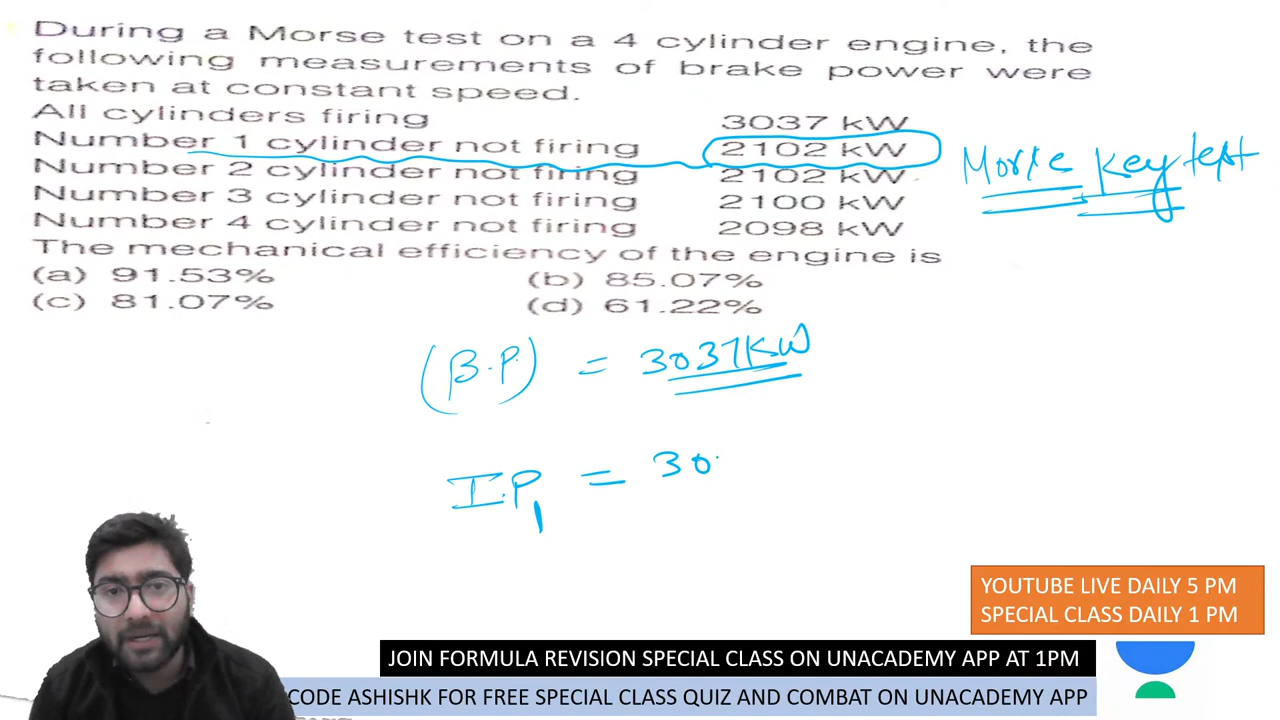 During a Morse test on a 4 cylinder engine, the
following measurements of brake power were
taken at constant speed.
All cylinders firing 3037 kW
Number 1 cylinder not firing 2102 kW
Number 2 cylinder not firing 2102 kW
Number 3 cylinder not firing 2100 kW
Number 4 cylinder not firing 2098 kW
The mechanical efficiency of the engine is
(a) 91.53% (b) 85.07%
(c) 81.07% (d) 61.22%
Morse key test
(B.P) = 3037KW
I.P1 = 30
YOUTUBE LIVE DAILY 5 PM
SPECIAL CLASS DAILY 1 PM
JOIN FORMULA REVISION SPECIAL CLASS ON UNACADEMY APP AT 1PM
CODE ASHISHK FOR FREE SPECIAL CLASS QUIZ AND COMBAT ON UNACADEMY APP